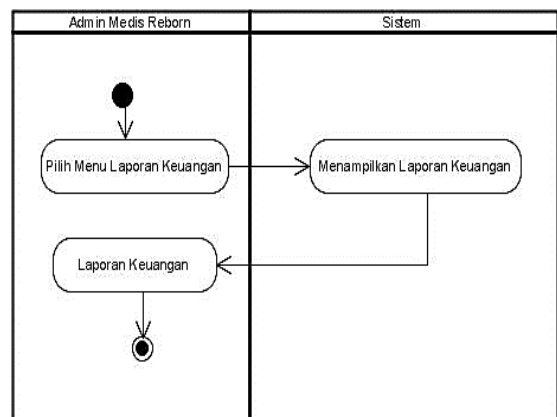 Admin Medis Reborn
Sistem
Pilih Menu Laporan Keuangan
Menampilkan Laporan Keuangan
Laporan Keuangan